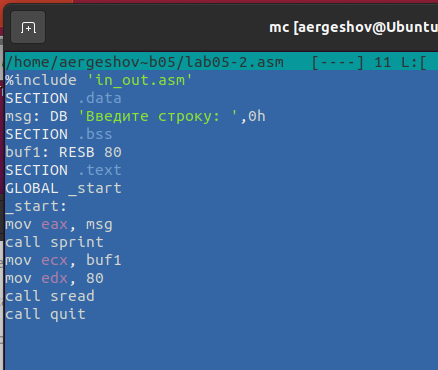 mc [aergeshov@Ubuntu
/home/aergeshov~b05/lab05-2.asm [----] 11 L:[
%include 'in_out.asm'
SECTION .data
msg: DB 'Введите строку: ',0h
SECTION .bss
buf1: RESB 80
SECTION .text
GLOBAL _start
_start:
mov eax, msg
call sprint
mov ecx, buf1
mov edx, 80
call sread
call quit